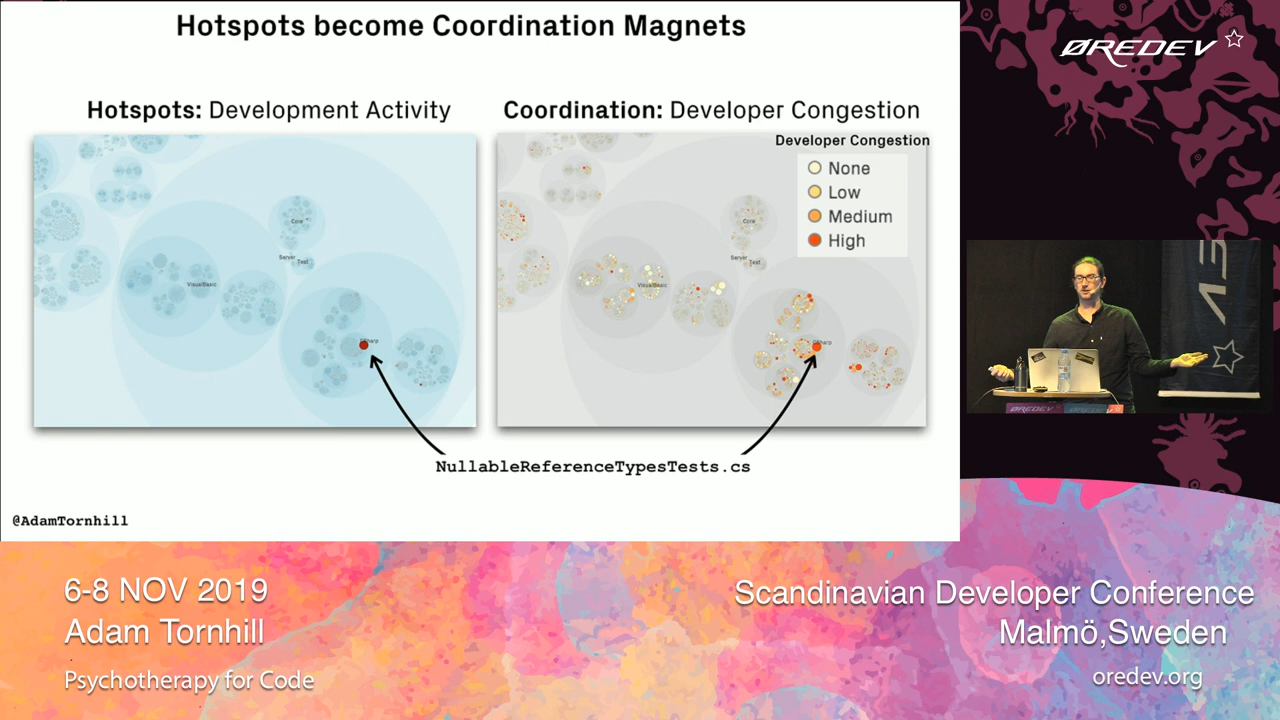 Hotspots become Coordination Magnets
Hotspots: Development Activity
Coordination: Developer Congestion
Developer Congestion
None
Low
Medium
High
Core
Server
Test
VisualBasic
Core
Server
Test
VisualBasic
NullableReferenceTypesTests.cs
@AdamTornhill
ØREDEV
ØREDEV
6-8 NOV 2019
Adam Tornhill
Psychotherapy for Code
Scandinavian Developer Conference
Malmö,Sweden
oredev.org